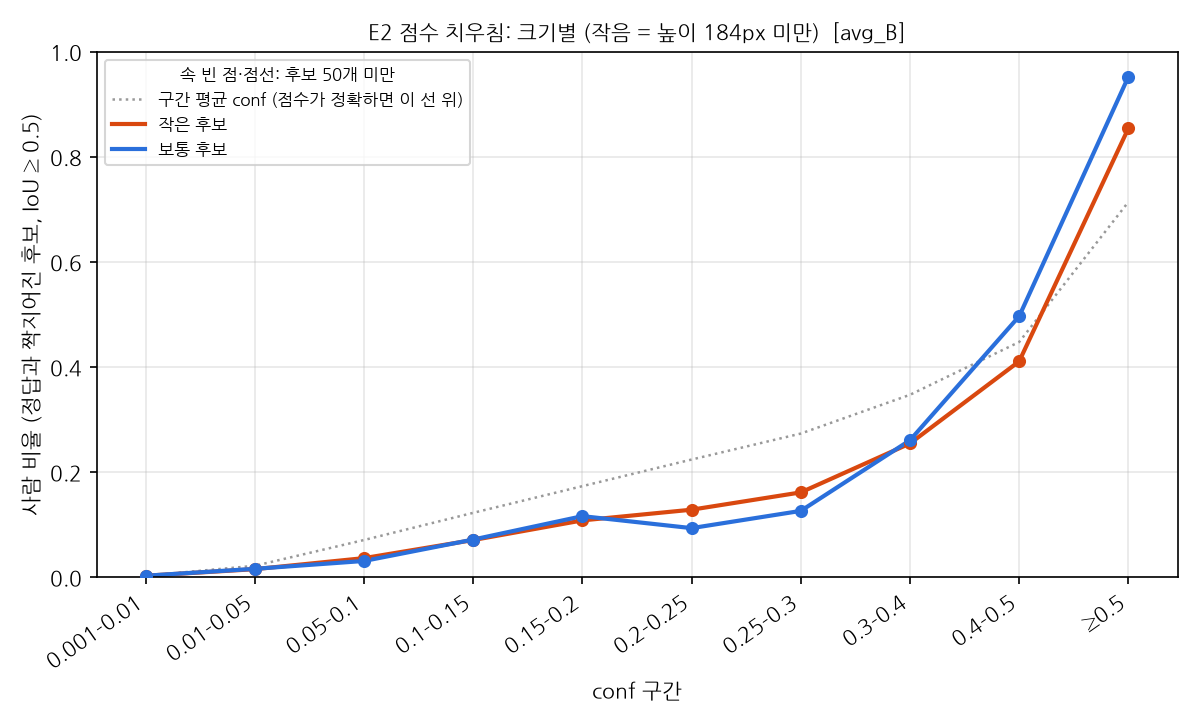 E2 점수 치우침: 크기별 (작음 = 높이 184px 미만) [avg_B]
속 빈 점·점선: 후보 50개 미만
구간 평균 conf (점수가 정확하면 이 선 위)
작은 후보
보통 후보
사람 비율 (정답과 짝지어진 후보, IoU ≥ 0.5)
1.0
0.8
0.6
0.4
0.2
0.0
0.001-0.01
0.01-0.05
0.05-0.1
0.1-0.15
0.15-0.2
0.2-0.25
0.25-0.3
0.3-0.4
0.4-0.5
≥0.5
conf 구간